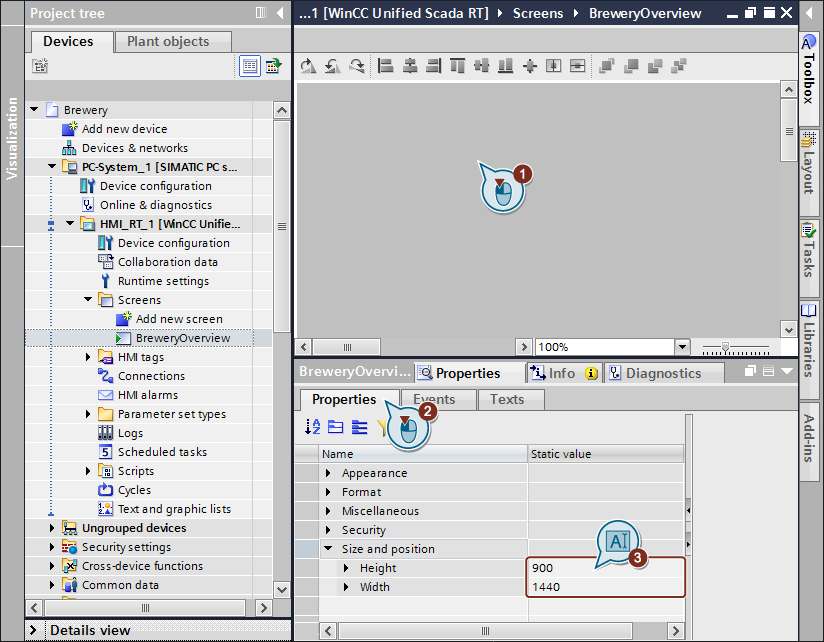 Project tree
...1 [WinCC Unified Scada RT] Screens BreweryOverview
Devices
Plant objects
Visualization
Brewery
Add new device
Devices & networks
PC-System_1 [SIMATIC PC s...
Device configuration
Online & diagnostics
HMI_RT_1 [WinCC Unifie...
Device configuration
Collaboration data
Runtime settings
Screens
Add new screen
BreweryOverview
HMI tags
Connections
HMI alarms
Parameter set types
Logs
Scheduled tasks
Scripts
Cycles
Text and graphic lists
Ungrouped devices
Security settings
Cross-device functions
Common data
Details view
1
100%
BreweryOvervi...
Properties
Info
Diagnostics
Properties
Events
Texts
2
Name
Static value
Appearance
Format
Miscellaneous
Security
Size and position
Height
900
Width
1440
AI
3
Toolbox
Layout
Tasks
Libraries
Add-ins